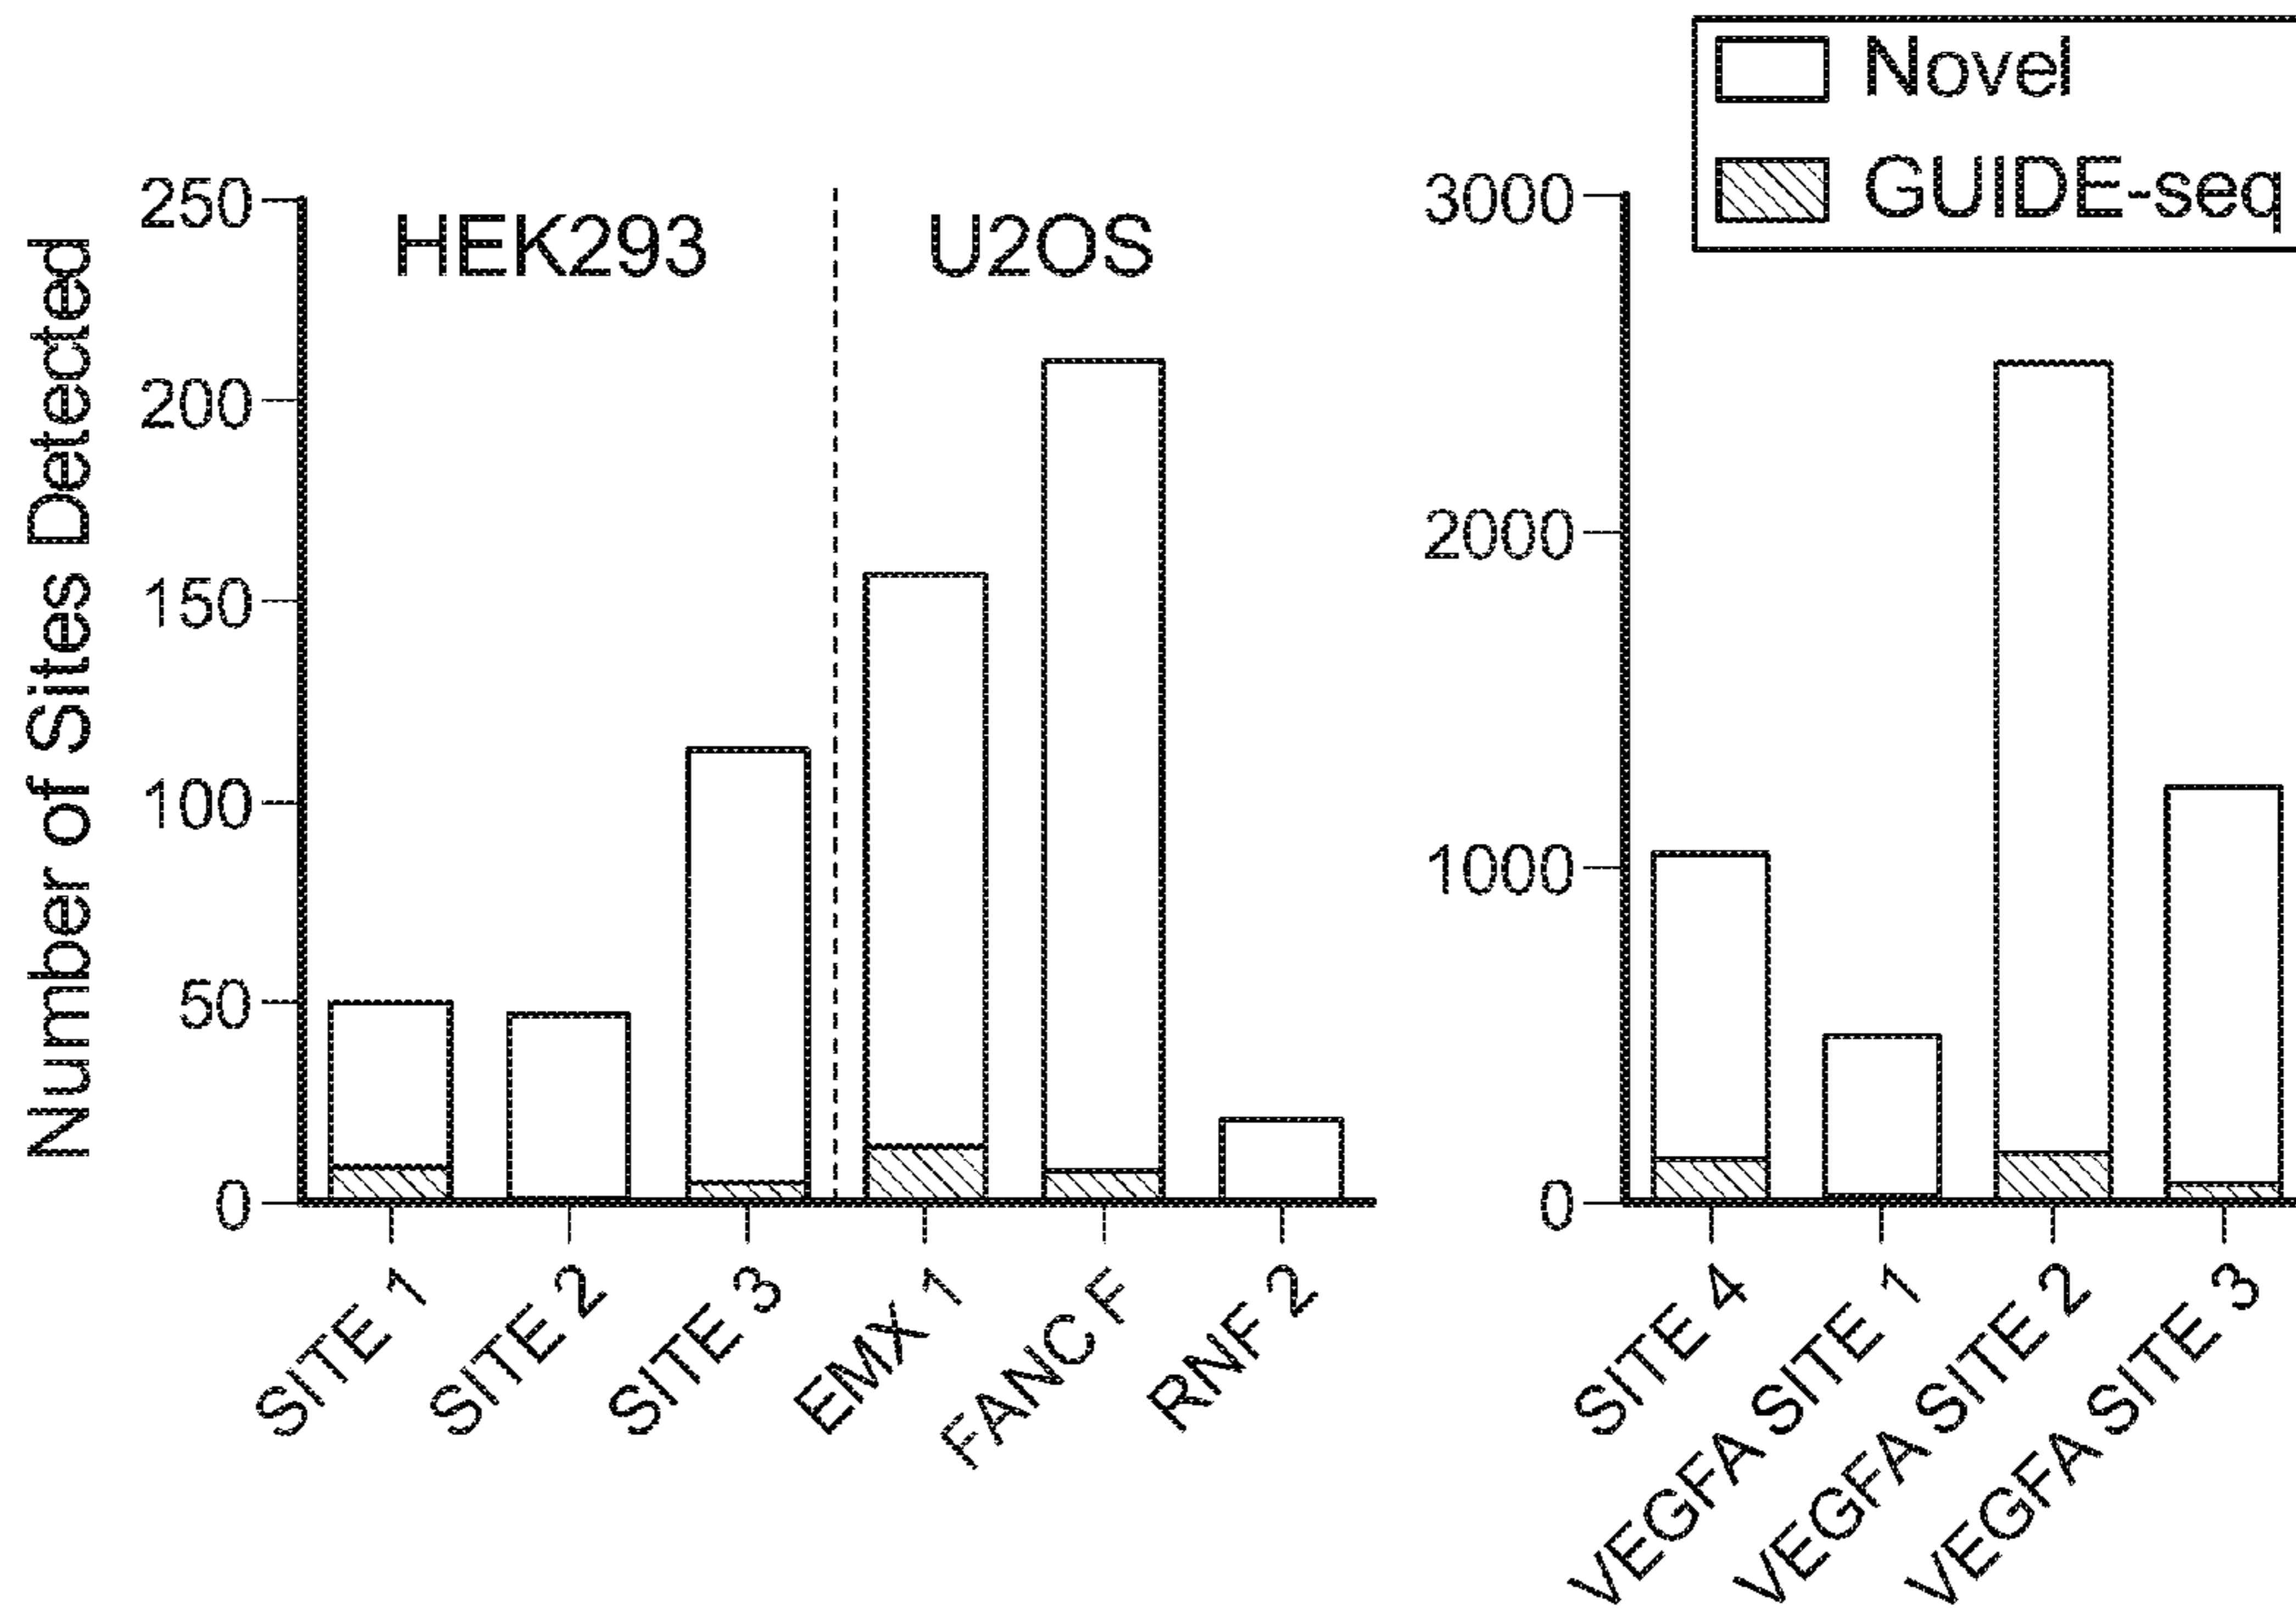 Novel
GUIDE-seq
Number of Sites Detected
250
200
150
100
50
0
HEK293
U2OS
SITE 1
SITE 2
SITE 3
EMX 1
FANC F
RNF 2
3000
2000
1000
0
SITE 4
VEGFA SITE 1
VEGFA SITE 2
VEGFA SITE 3